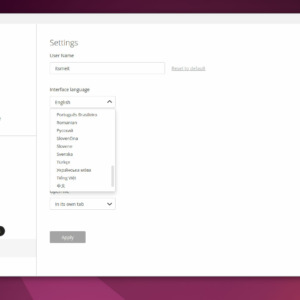 Settings
User Name
Reset to default
Interface language
English
Português Brasileiro
Romanian
Русский
Slovenčina
Slovene
Svenska
Türkçe
Українська мова
Tiếng Việt
中文
In its own tab
Apply